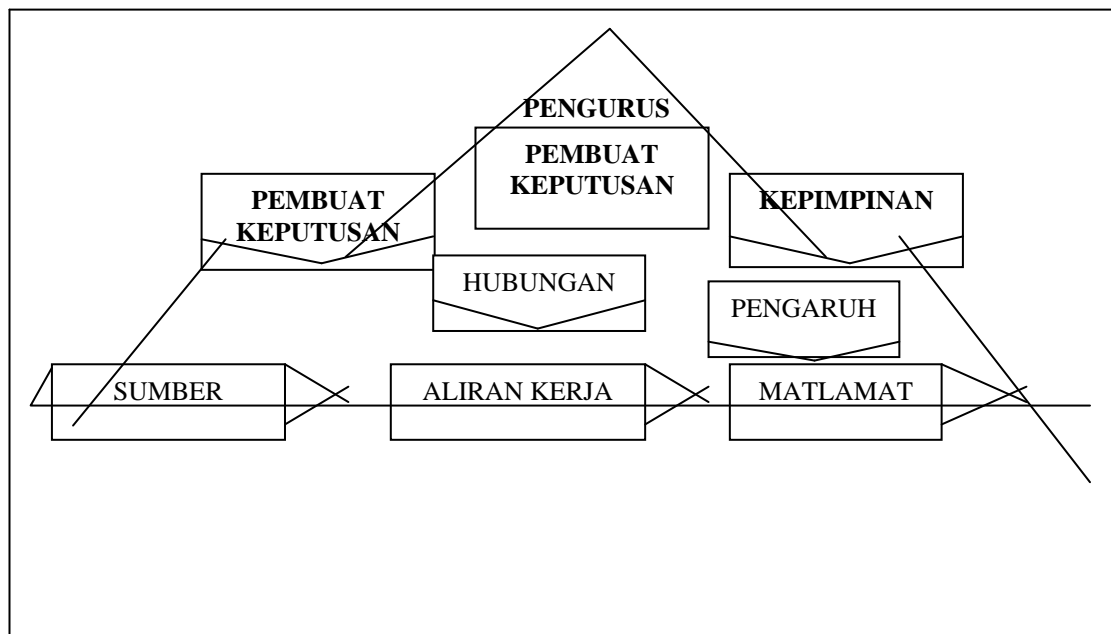 PENGURUS
PEMBUAT
KEPUTUSAN
PEMBUAT
KEPUTUSAN
KEPIMPINAN
HUBUNGAN
PENGARUH
SUMBER
ALIRAN KERJA
MATLAMAT